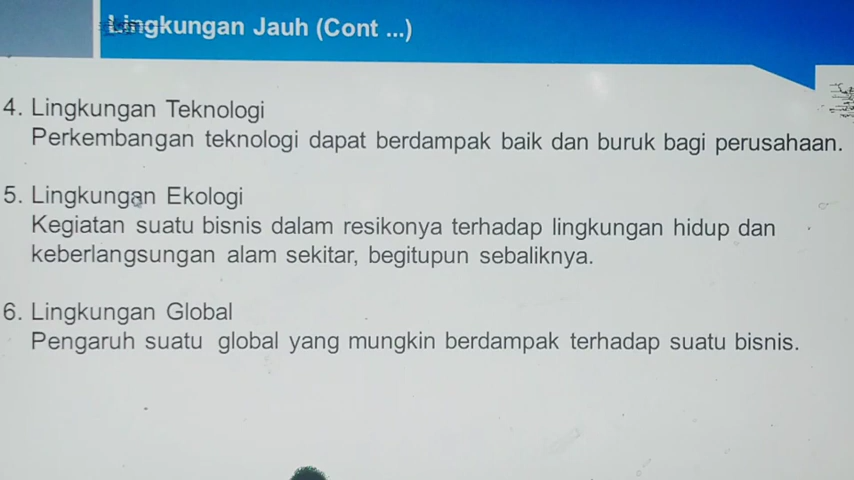 Lingkungan Jauh (Cont ...)
4. Lingkungan Teknologi
Perkembangan teknologi dapat berdampak baik dan buruk bagi perusahaan.
5. Lingkungan Ekologi
Kegiatan suatu bisnis dalam resikonya terhadap lingkungan hidup dan
keberlangsungan alam sekitar, begitupun sebaliknya.
6. Lingkungan Global
Pengaruh suatu global yang mungkin berdampak terhadap suatu bisnis.